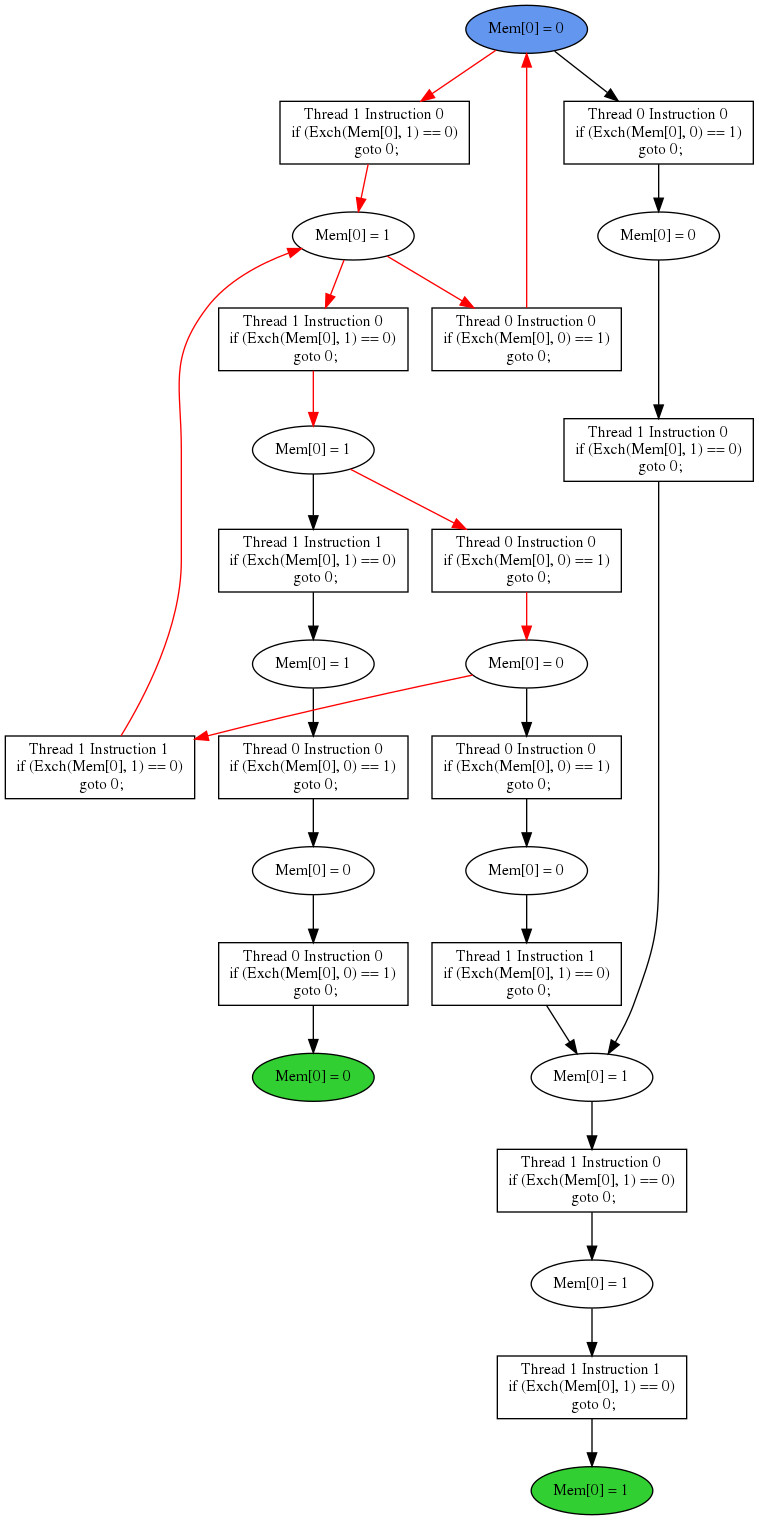 Mem[0] = 0
Thread 1 Instruction 0
if (Exch(Mem[0], 1) == 0)
goto 0;
Thread 0 Instruction 0
if (Exch(Mem[0], 0) == 1)
goto 0;
Mem[0] = 1
Mem[0] = 0
Thread 1 Instruction 0
if (Exch(Mem[0], 1) == 0)
goto 0;
Thread 0 Instruction 0
if (Exch(Mem[0], 0) == 1)
goto 0;
Thread 1 Instruction 0
if (Exch(Mem[0], 1) == 0)
goto 0;
Mem[0] = 1
Thread 1 Instruction 1
if (Exch(Mem[0], 1) == 0)
goto 0;
Thread 0 Instruction 0
if (Exch(Mem[0], 0) == 1)
goto 0;
Mem[0] = 1
Mem[0] = 0
Thread 1 Instruction 1
if (Exch(Mem[0], 1) == 0)
goto 0;
Thread 0 Instruction 0
if (Exch(Mem[0], 0) == 1)
goto 0;
Thread 0 Instruction 0
if (Exch(Mem[0], 0) == 1)
goto 0;
Mem[0] = 0
Mem[0] = 0
Thread 0 Instruction 0
if (Exch(Mem[0], 0) == 1)
goto 0;
Thread 1 Instruction 1
if (Exch(Mem[0], 1) == 0)
goto 0;
Mem[0] = 0
Mem[0] = 1
Thread 1 Instruction 0
if (Exch(Mem[0], 1) == 0)
goto 0;
Mem[0] = 1
Thread 1 Instruction 1
if (Exch(Mem[0], 1) == 0)
goto 0;
Mem[0] = 1